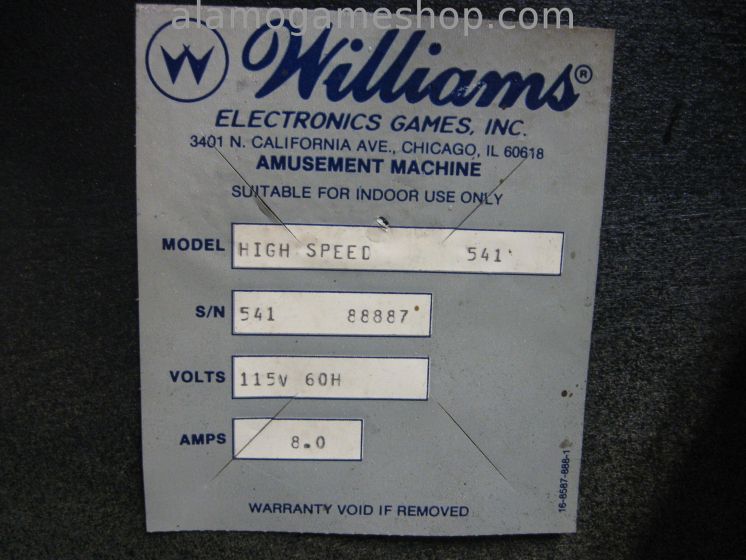 alamogameshop.com
W Williams®
ELECTRONICS GAMES, INC.
3401 N. CALIFORNIA AVE., CHICAGO, IL 60618
AMUSEMENT MACHINE
SUITABLE FOR INDOOR USE ONLY
MODEL HIGH SPEED 541
S/N 541 88887
VOLTS 115V 60H
AMPS 8.0
WARRANTY VOID IF REMOVED
16-8587-888-1